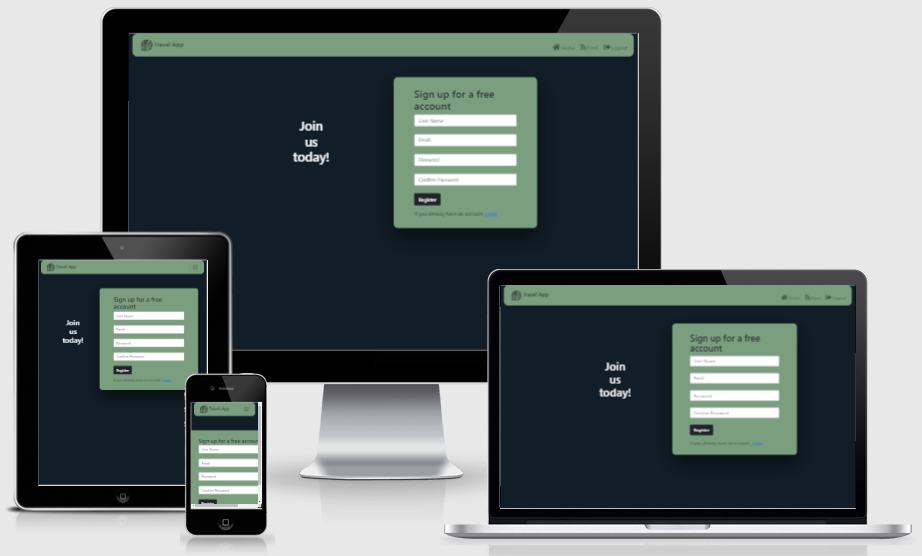 Travel App
Home Feed Logout
Sign up for a free
account
User Name
Email
Password
Confirm Password
Register
If you already have an account, Login
Join
us
today!
Travel App
Sign up for a free
account
User Name
Email
Password
Confirm Password
Register
If you already have an account, Login
Join
us
today!
Travel App
Sign up for a free accoun
User Name
Email
Password
Confirm Password
Register
Travel App
Home Feed Logout
Sign up for a free
account
User Name
Email
Password
Confirm Password
Register
If you already have an account, Login
Join
us
today!